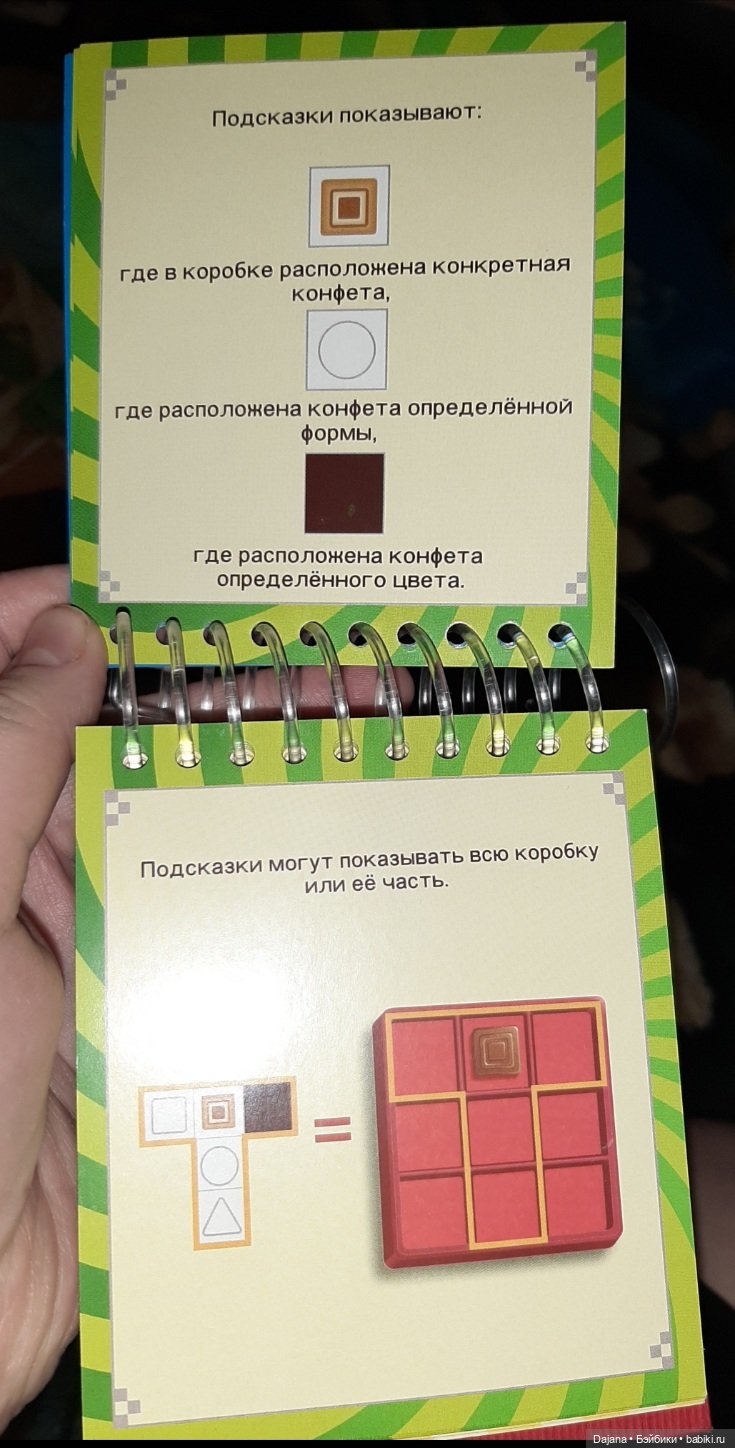 Подсказки показывают:
где в коробке расположена конкретная
конфета,
где расположена конфета определённой
формы,
где расположена конфета
определённого цвета.
Подсказки могут показывать всю коробку
или её часть.
=
Dajana • Бэйбики • babiki.ru